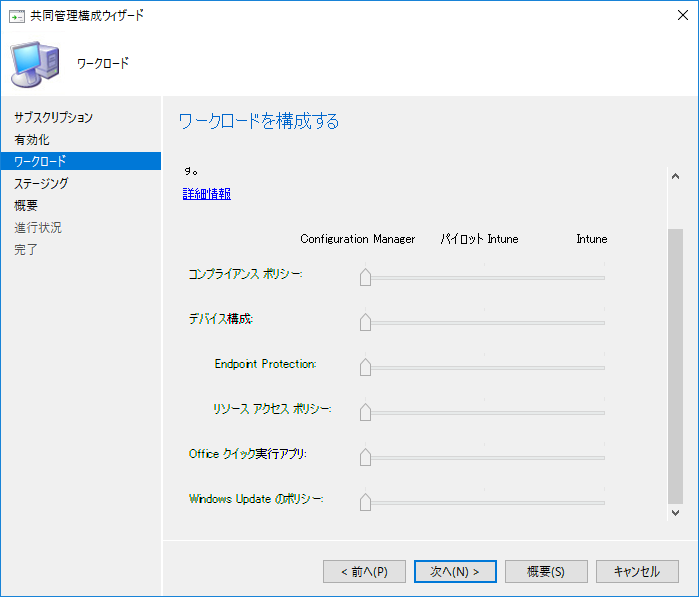 共同管理構成ウィザード
ワークロード
サブスクリプション
有効化
ワークロード
ステージング
概要
進行状況
完了
ワークロードを構成する
す。
詳細情報
Configuration Manager パイロット Intune Intune
コンプライアンス ポリシー:
デバイス構成:
Endpoint Protection:
リソース アクセス ポリシー:
Office クイック実行アプリ:
Windows Update のポリシー:
< 前へ(P) 次へ(N) > 概要(S) キャンセル